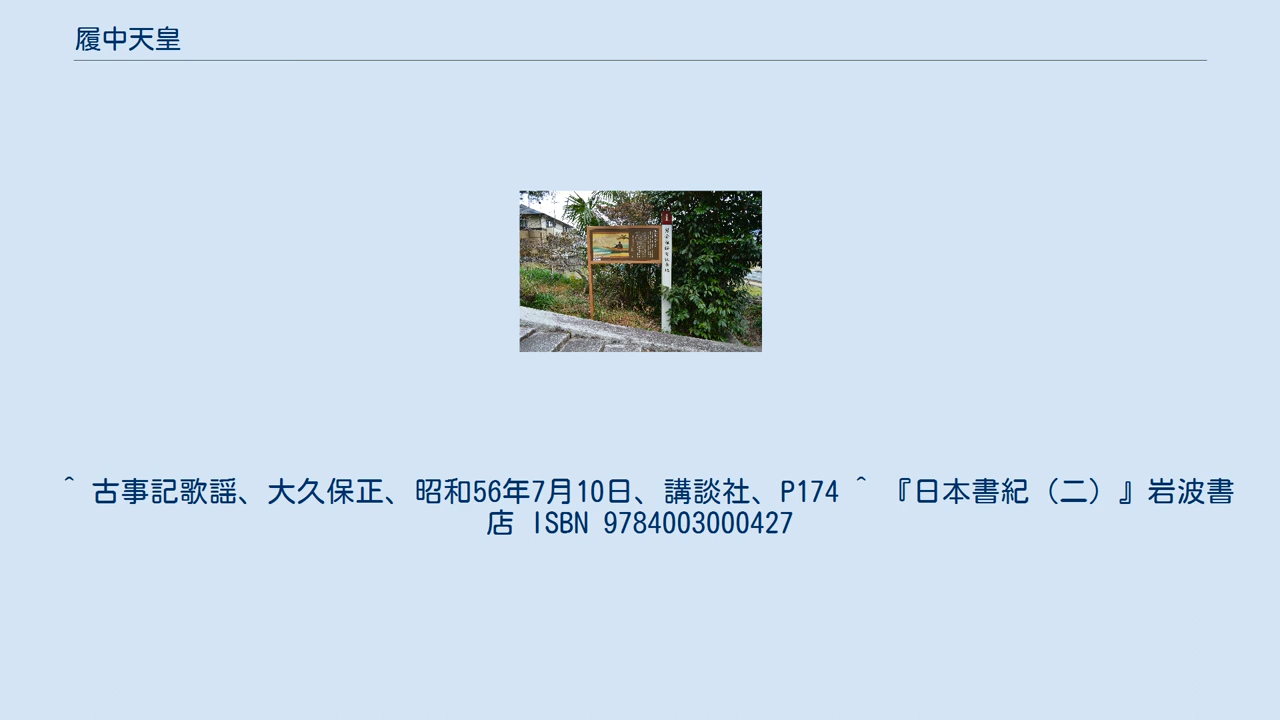 履中天皇
^ 古事記歌謡、大久保正、昭和56年7月10日、講談社、P174 ^ 『日本書紀（二）』岩波書
店 ISBN 9784003000427